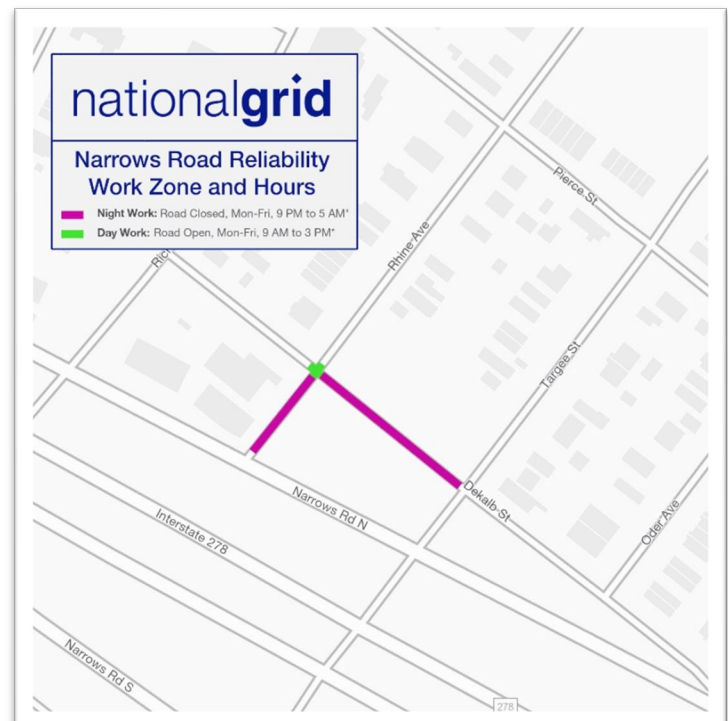 nationalgrid
Narrows Road Reliability
Work Zone and Hours
Night Work: Road Closed, Mon-Fri, 9 PM to 5 AM*
Day Work: Road Open, Mon-Fri, 9 AM to 3 PM*
Pierce St
Rhine Ave
Ric
Targee St
Dekalb St
Narrows Rd N
Oder Ave
Interstate 278
Narrows Rd S
278